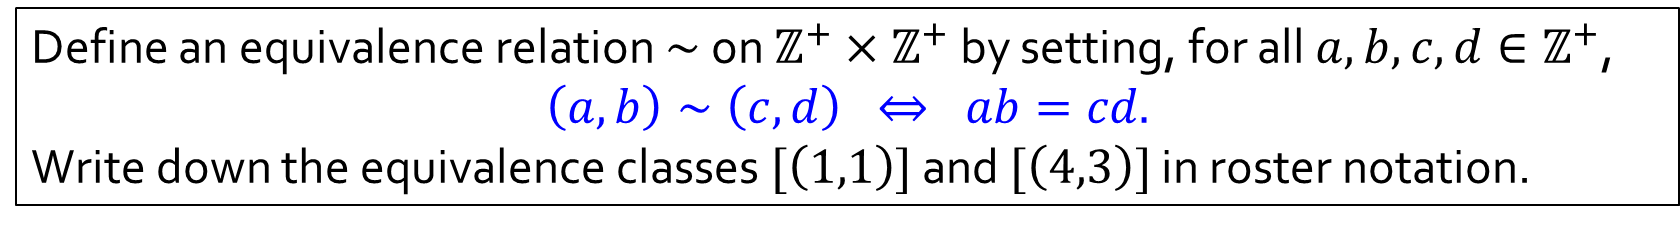 Define an equivalence relation ∼ on ℤ⁺ × ℤ⁺ by setting, for all 𝑎, 𝑏, 𝑐, 𝑑 ∈ ℤ⁺,
(𝑎, 𝑏) ∼ (𝑐, 𝑑) ⇔ 𝑎𝑏 = 𝑐𝑑.
Write down the equivalence classes [(1,1)] and [(4,3)] in roster notation.